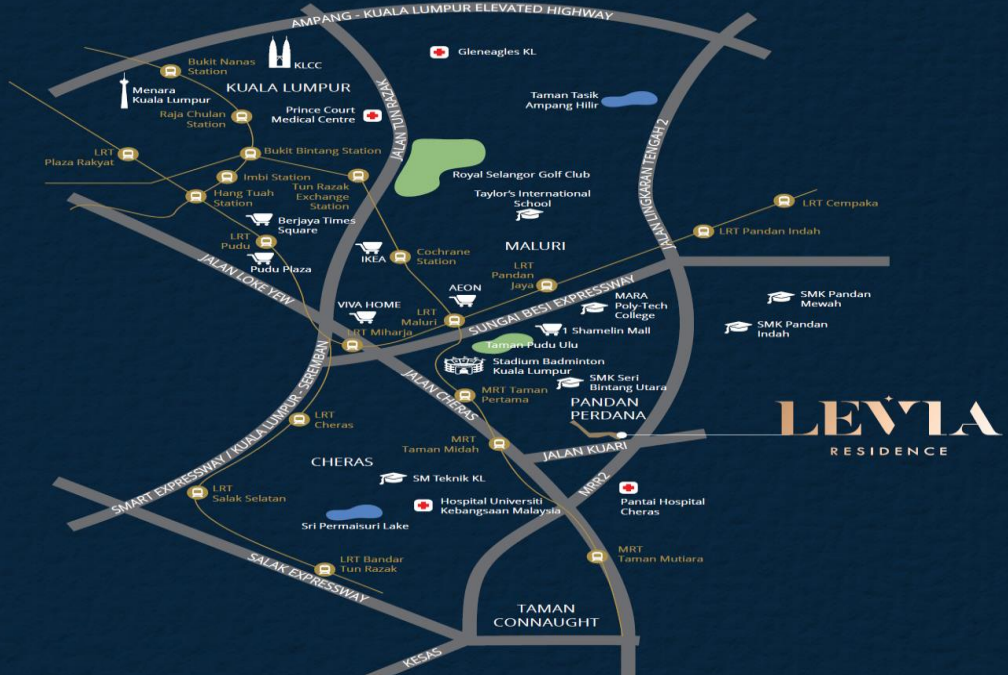 AMPANG - KUALA LUMPUR ELEVATED HIGHWAY
Gleneagles KL
KLCC
Bukit Nanas
Station
KUALA LUMPUR
Menara
Kuala Lumpur
Taman Tasik
Ampang Hilir
Raja Chulan
Station
Prince Court
Medical Centre
JALAN TUN RAZAK
JALAN LINGKARAN TENGAH 2
LRT
Plaza Rakyat
Bukit Bintang Station
Imbi Station
Hang Tuah
Station
Tun Razak
Exchange
Station
Royal Selangor Golf Club
Taylor's International
School
LRT Cempaka
Berjaya Times
Square
LRT
Pudu
Pudu Plaza
IKEA
Cochrane
Station
MALURI
LRT Pandan Indah
JALAN LOKE YEW
LRT
Pandan
Jaya
AEON
SUNGAI BESI EXPRESSWAY
VIVA HOME
LRT
Maluri
MARA
Poly-Tech
College
SMK Pandan
Mewah
SMK Pandan
Indah
LRT Miharja
1 Shamelin Mall
Taman Pudu Ulu
Stadium Badminton
Kuala Lumpur
SMK Seri
Bintang Utara
JALAN CHERAS
MRT Taman
Pertama
PANDAN
PERDANA
LEVIA
RESIDENCE
SMART EXPRESSWAY / KUALA LUMPUR - SEREMBAN
LRT
Cheras
MRT
Taman Midah
JALAN KUARI
CHERAS
SM Teknik KL
MRR2
LRT
Salak Selatan
Hospital Universiti
Kebangsaan Malaysia
Pantai Hospital
Cheras
Sri Permaisuri Lake
LRT Bandar
Tun Razak
MRT
Taman Mutiara
SALAK EXPRESSWAY
TAMAN
CONNAUGHT
KESAS